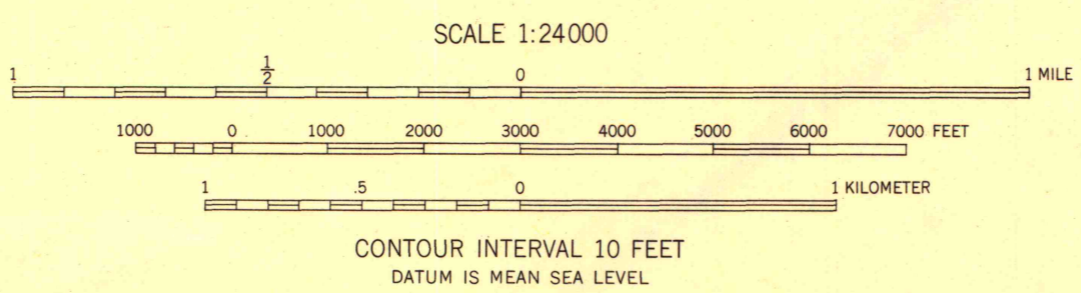 SCALE 1:24000
1 1/2 0 1 MILE
1000 0 1000 2000 3000 4000 5000 6000 7000 FEET
1 .5 0 1 KILOMETER
CONTOUR INTERVAL 10 FEET
DATUM IS MEAN SEA LEVEL